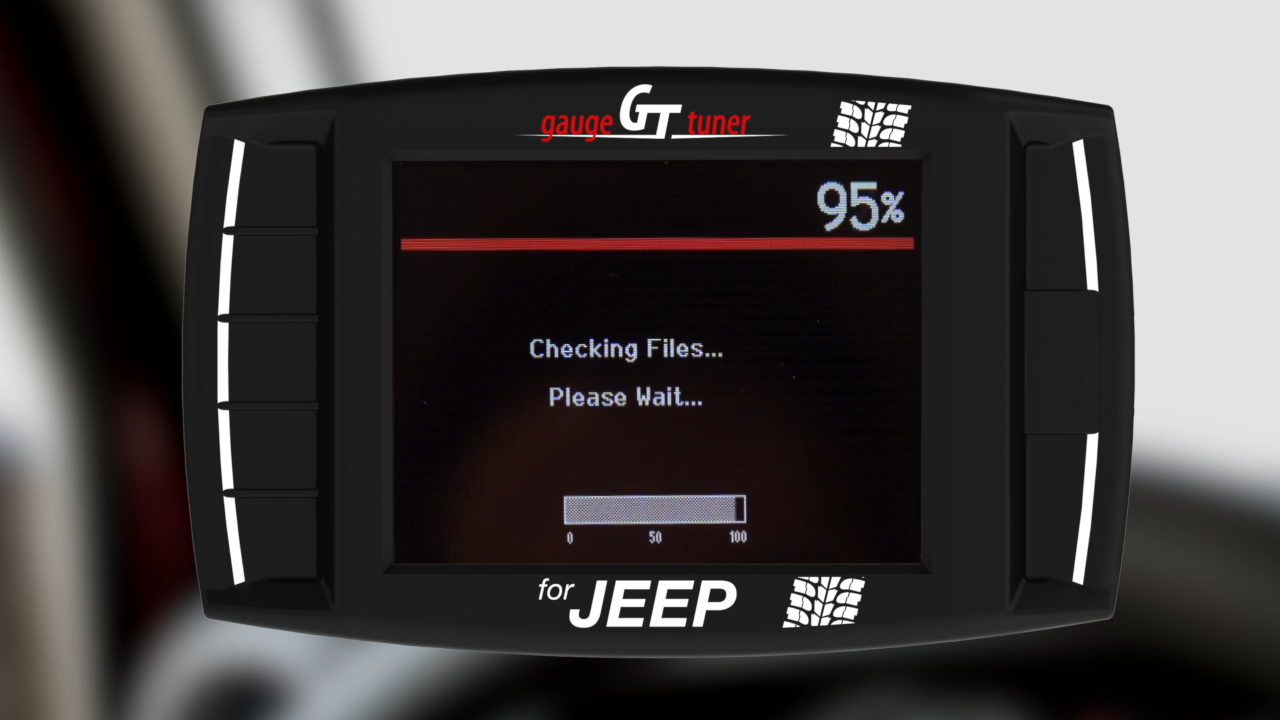 gauge GT tuner
95%
Checking Files...
Please Wait...
0 50 100
for JEEP